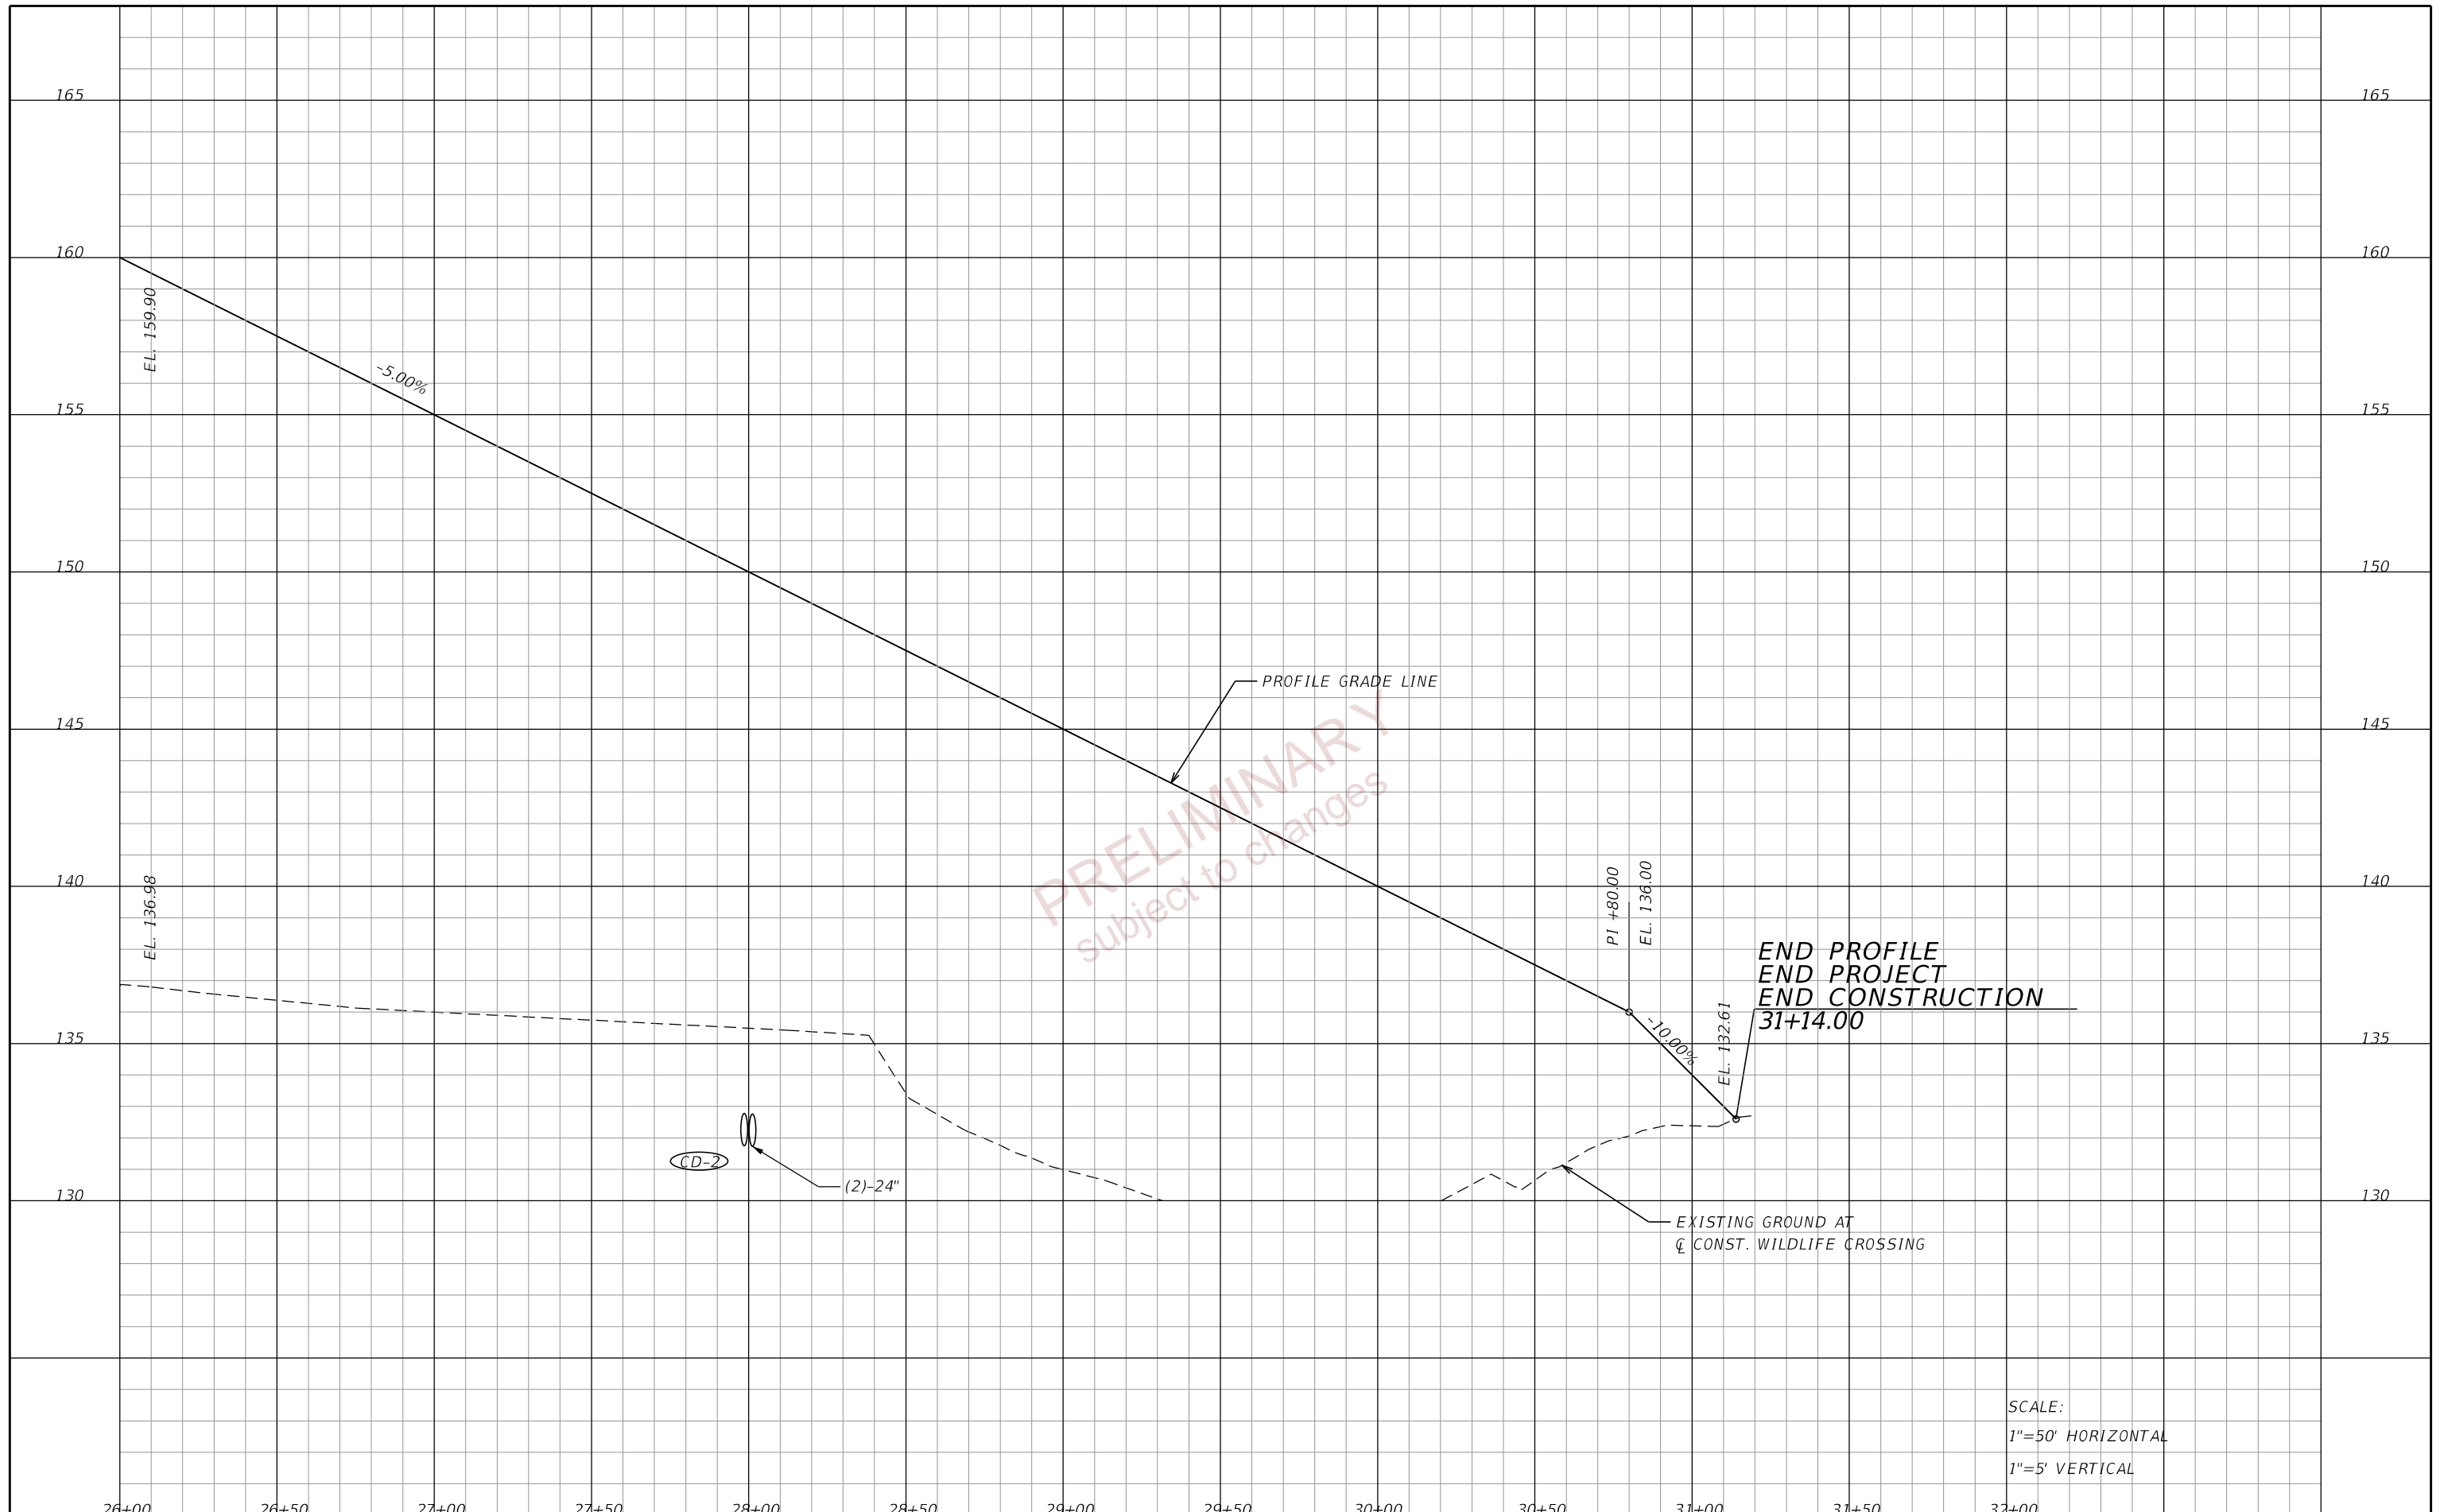 165
165
160
160
EL. 159.90
-5.00%
155
155
150
150
PROFILE GRADE LINE
145
145
PRELIMINARY
subject to changes
140
140
EL. 136.98
PI +80.00
EL. 136.00
END PROFILE
END PROJECT
END CONSTRUCTION
31+14.00
EL. 132.61
-10.00%
135
135
CD-2
(2)-24"
130
130
EXISTING GROUND AT
℄ CONST. WILDLIFE CROSSING
SCALE:
1"=50' HORIZONTAL
1"=5' VERTICAL
26+00
26+50
27+00
27+50
28+00
28+50
29+00
29+50
30+00
30+50
31+00
31+50
32+00